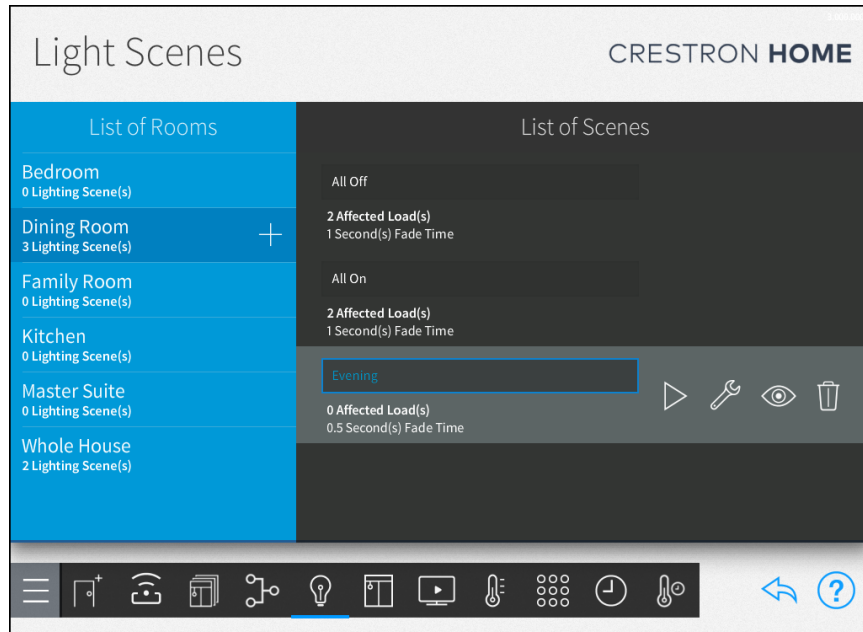 Light Scenes
CRESTRON HOME
List of Rooms
Bedroom
0 Lighting Scene(s)
Dining Room
3 Lighting Scene(s)
Family Room
0 Lighting Scene(s)
Kitchen
0 Lighting Scene(s)
Master Suite
0 Lighting Scene(s)
Whole House
2 Lighting Scene(s)
List of Scenes
All Off
2 Affected Load(s)
1 Second(s) Fade Time
All On
2 Affected Load(s)
1 Second(s) Fade Time
Evening
0 Affected Load(s)
0.5 Second(s) Fade Time
?